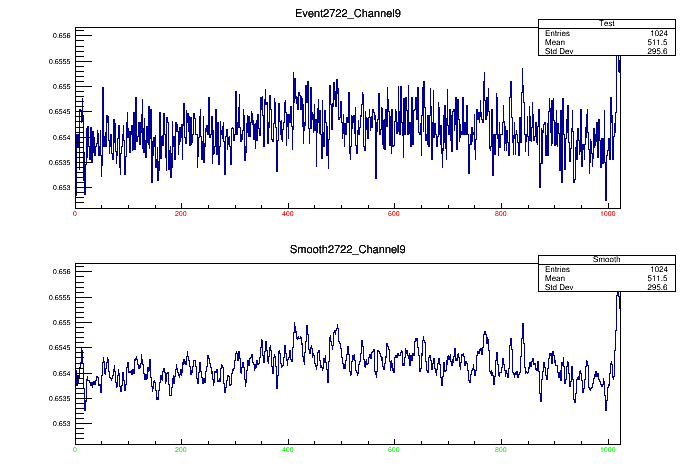 Event2722_Channel9
Test
Entries 1024
Mean 511.5
Std Dev 295.6
0.656
0.6555
0.655
0.6545
0.654
0.6535
0.653
0 200 400 600 800 1000
Smooth2722_Channel9
Smooth
Entries 1024
Mean 511.5
Std Dev 295.6
0.656
0.6555
0.655
0.6545
0.654
0.6535
0.653
0 200 400 600 800 1000